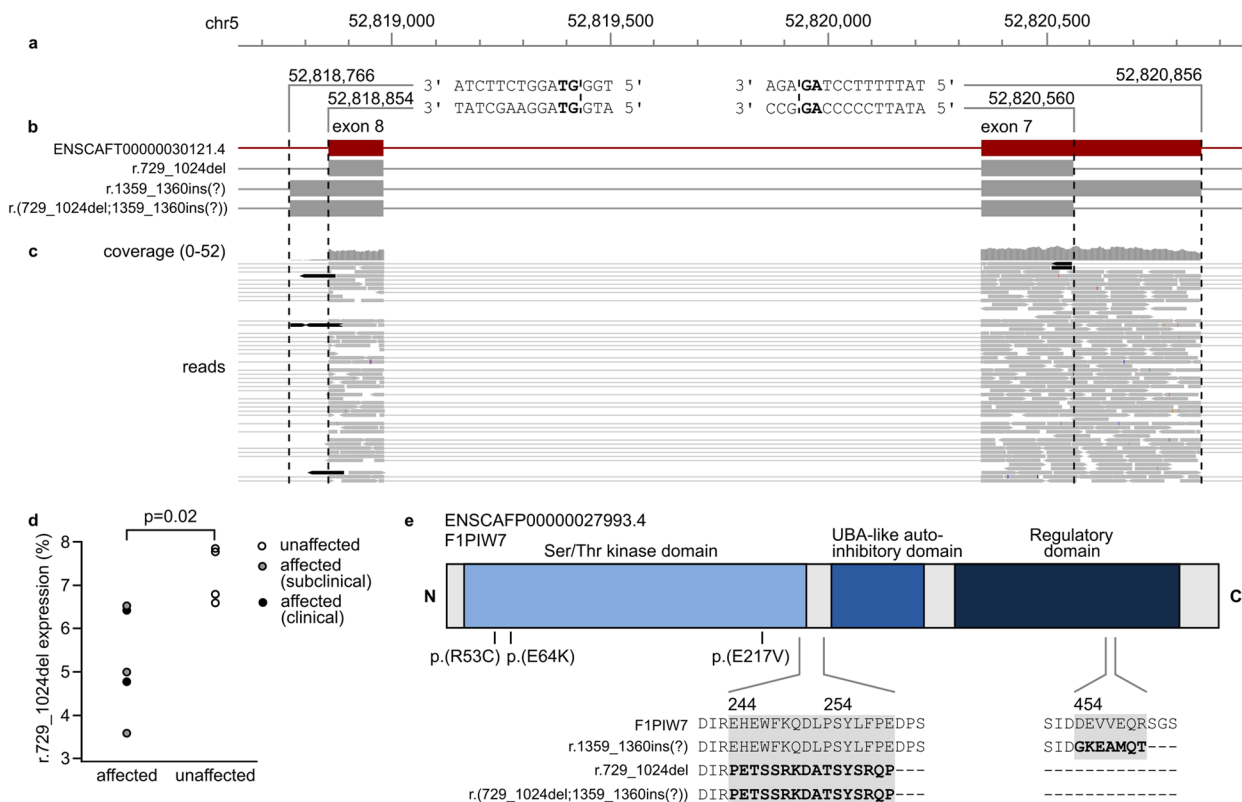 chr5 52,819,000 52,819,500 52,820,000 52,820,500
a
52,818,766 3' ATCTTCTGGATGGGT 5' 3' AGAGATCCTTTTTAT 5' 52,820,856
52,818,854 3' TATCGAAGGATGGTA 5' 3' CCGGACCCCCTTATA 5' 52,820,560
b exon 8 exon 7
ENSCAFT00000030121.4
r.729_1024del
r.1359_1360ins(?)
r.(729_1024del;1359_1360ins(?))
c coverage (0-52)
reads
d
p=0.02
r.729_1024del expression (%)
8
7
6
5
4
3
affected unaffected
unaffected
affected
(subclinical)
affected
(clinical)
e ENSCAFP00000027993.4
F1PIW7
Ser/Thr kinase domain
UBA-like auto-
inhibitory domain
Regulatory
domain
N C
p.(R53C) p.(E64K) p.(E217V)
244 254 454
F1PIW7 DIREHEWFKQDLPSYLFPEDPS SIDDEVVEQRSGS
r.1359_1360ins(?) DIREHEWFKQDLPSYLFPEDPS SIDGKEAMQT---
r.729_1024del DIRPETSSRKDATSYSRQP--- -------------
r.(729_1024del;1359_1360ins(?)) DIRPETSSRKDATSYSRQP--- -------------